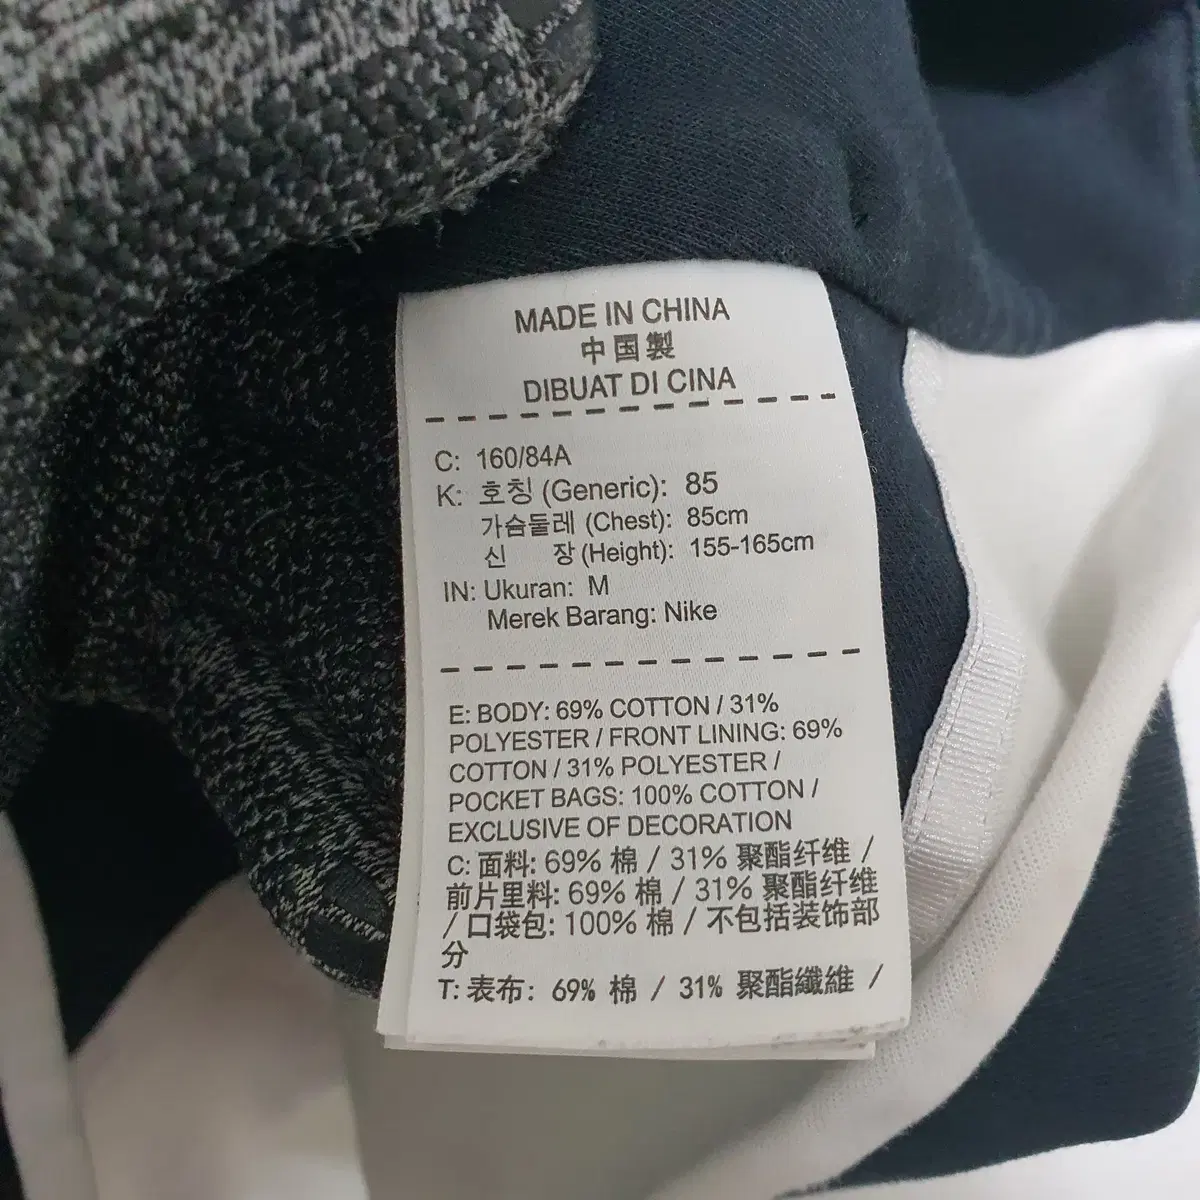 MADE IN CHINA
中国製
DIBUAT DI CINA
C: 160/84A
K: 호칭 (Generic): 85
가슴둘레 (Chest): 85cm
신 장 (Height): 155-165cm
IN: Ukuran: M
Merek Barang: Nike
E: BODY: 69% COTTON / 31%
POLYESTER / FRONT LINING: 69%
COTTON / 31% POLYESTER /
POCKET BAGS: 100% COTTON /
EXCLUSIVE OF DECORATION
C: 面料: 69% 棉 / 31% 聚酯纤维 /
前片里料: 69% 棉 / 31% 聚酯纤维
/ 口袋包: 100% 棉 / 不包括装饰部
分
T: 表布: 69% 棉 / 31% 聚酯纖維 /